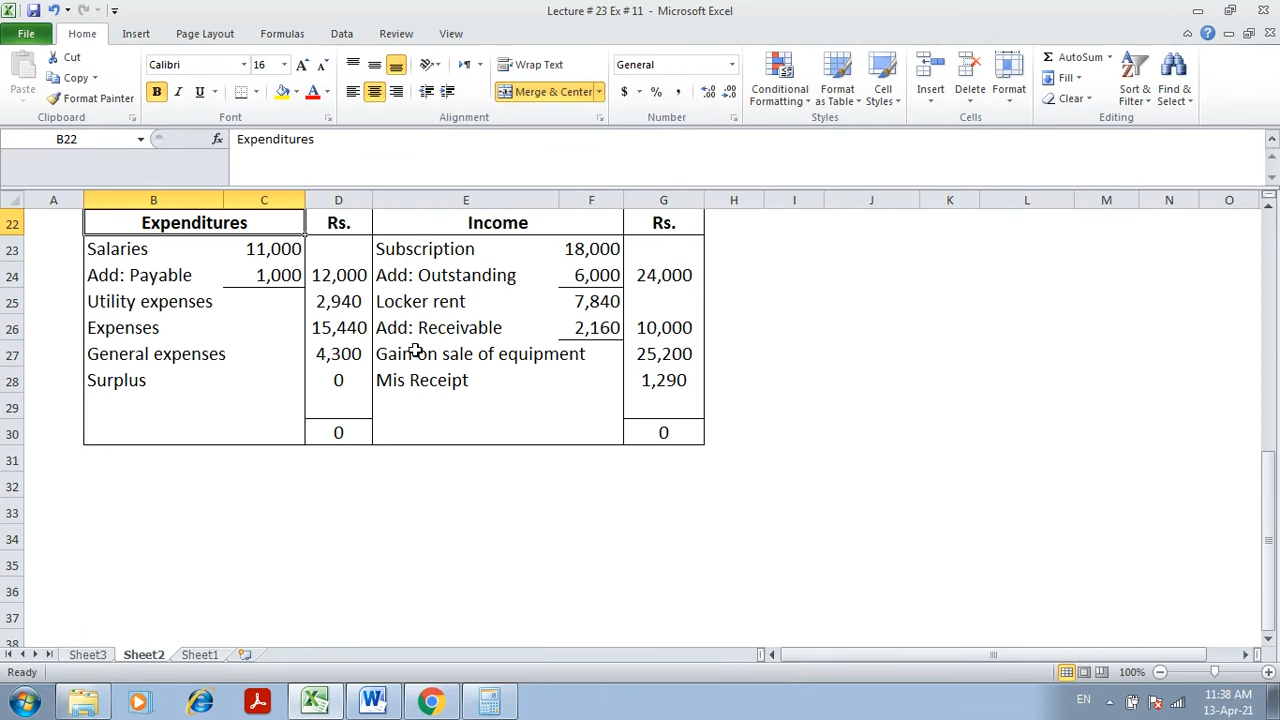 Lecture # 23 Ex # 11 - Microsoft Excel
File Home Insert Page Layout Formulas Data Review View
Paste Cut Copy Format Painter Clipboard
Calibri 16 A A B I U A Font
Wrap Text Merge & Center Alignment
General $ % , Number
Conditional Formatting Format as Table Cell Styles Styles
Insert Delete Format Cells
Σ AutoSum Fill Clear Sort & Filter Find & Select Editing
B22 fx Expenditures
A B C D E F G H I J K L M N O
22 Expenditures Rs. Income Rs.
23 Salaries 11,000 Subscription 18,000
24 Add: Payable 1,000 12,000 Add: Outstanding 6,000 24,000
25 Utility expenses 2,940 Locker rent 7,840
26 Expenses 15,440 Add: Receivable 2,160 10,000
27 General expenses 4,300 Gain on sale of equipment 25,200
28 Surplus 0 Mis Receipt 1,290
29
30 0 0
31
32
33
34
35
36
37
38
Sheet3 Sheet2 Sheet1
Ready 100%
EN 11:38 AM
13-Apr-21